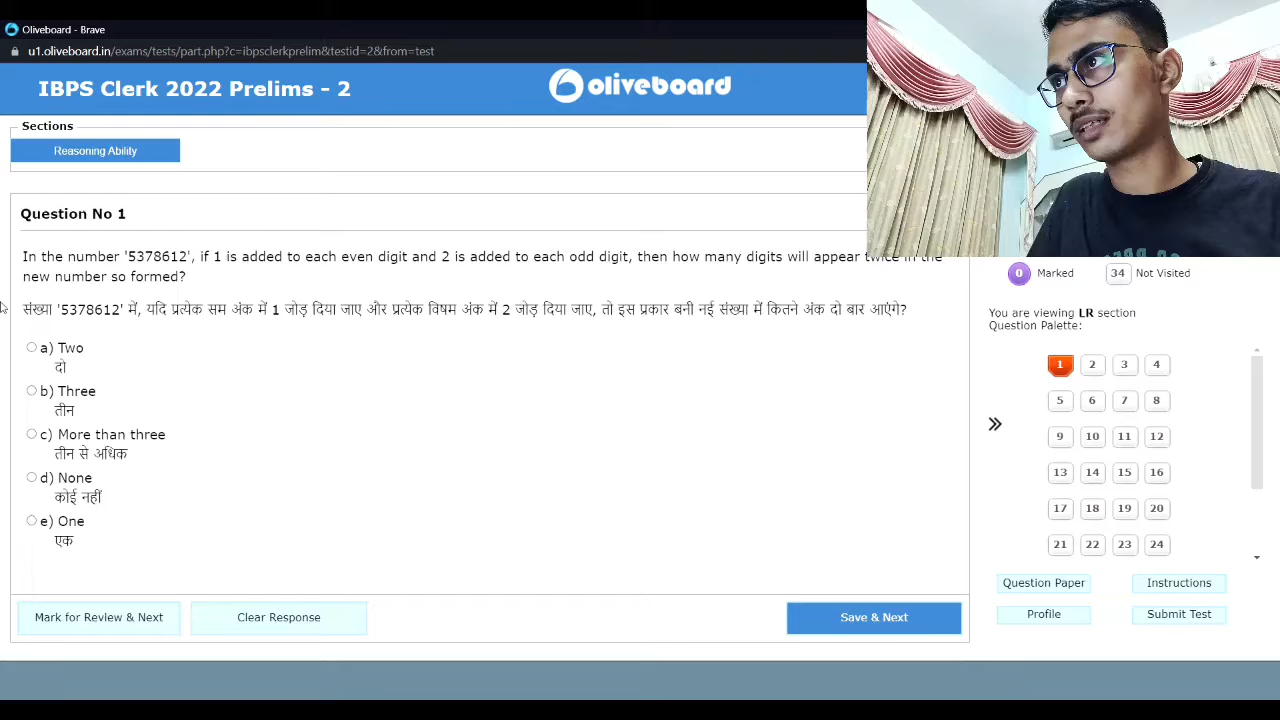 Oliveboard - Brave
u1.oliveboard.in/exams/tests/part.php?c=ibpsclerkprelim&testid=2&from=test
IBPS Clerk 2022 Prelims - 2
oliveboard
Sections
Reasoning Ability
Question No 1
In the number '5378612', if 1 is added to each even digit and 2 is added to each odd digit, then how many digits will appear twice in the
new number so formed?
संख्या '5378612' में, यदि प्रत्येक सम अंक में 1 जोड़ दिया जाए और प्रत्येक विषम अंक में 2 जोड़ दिया जाए, तो इस प्रकार बनी नई संख्या में कितने अंक दो बार आएंगे?
a) Two
दो
b) Three
तीन
c) More than three
तीन से अधिक
d) None
कोई नहीं
e) One
एक
Mark for Review & Next
Clear Response
Save & Next
0 Marked 34 Not Visited
You are viewing LR section
Question Palette:
1 2 3 4
5 6 7 8
9 10 11 12
13 14 15 16
17 18 19 20
21 22 23 24
Question Paper Instructions
Profile Submit Test